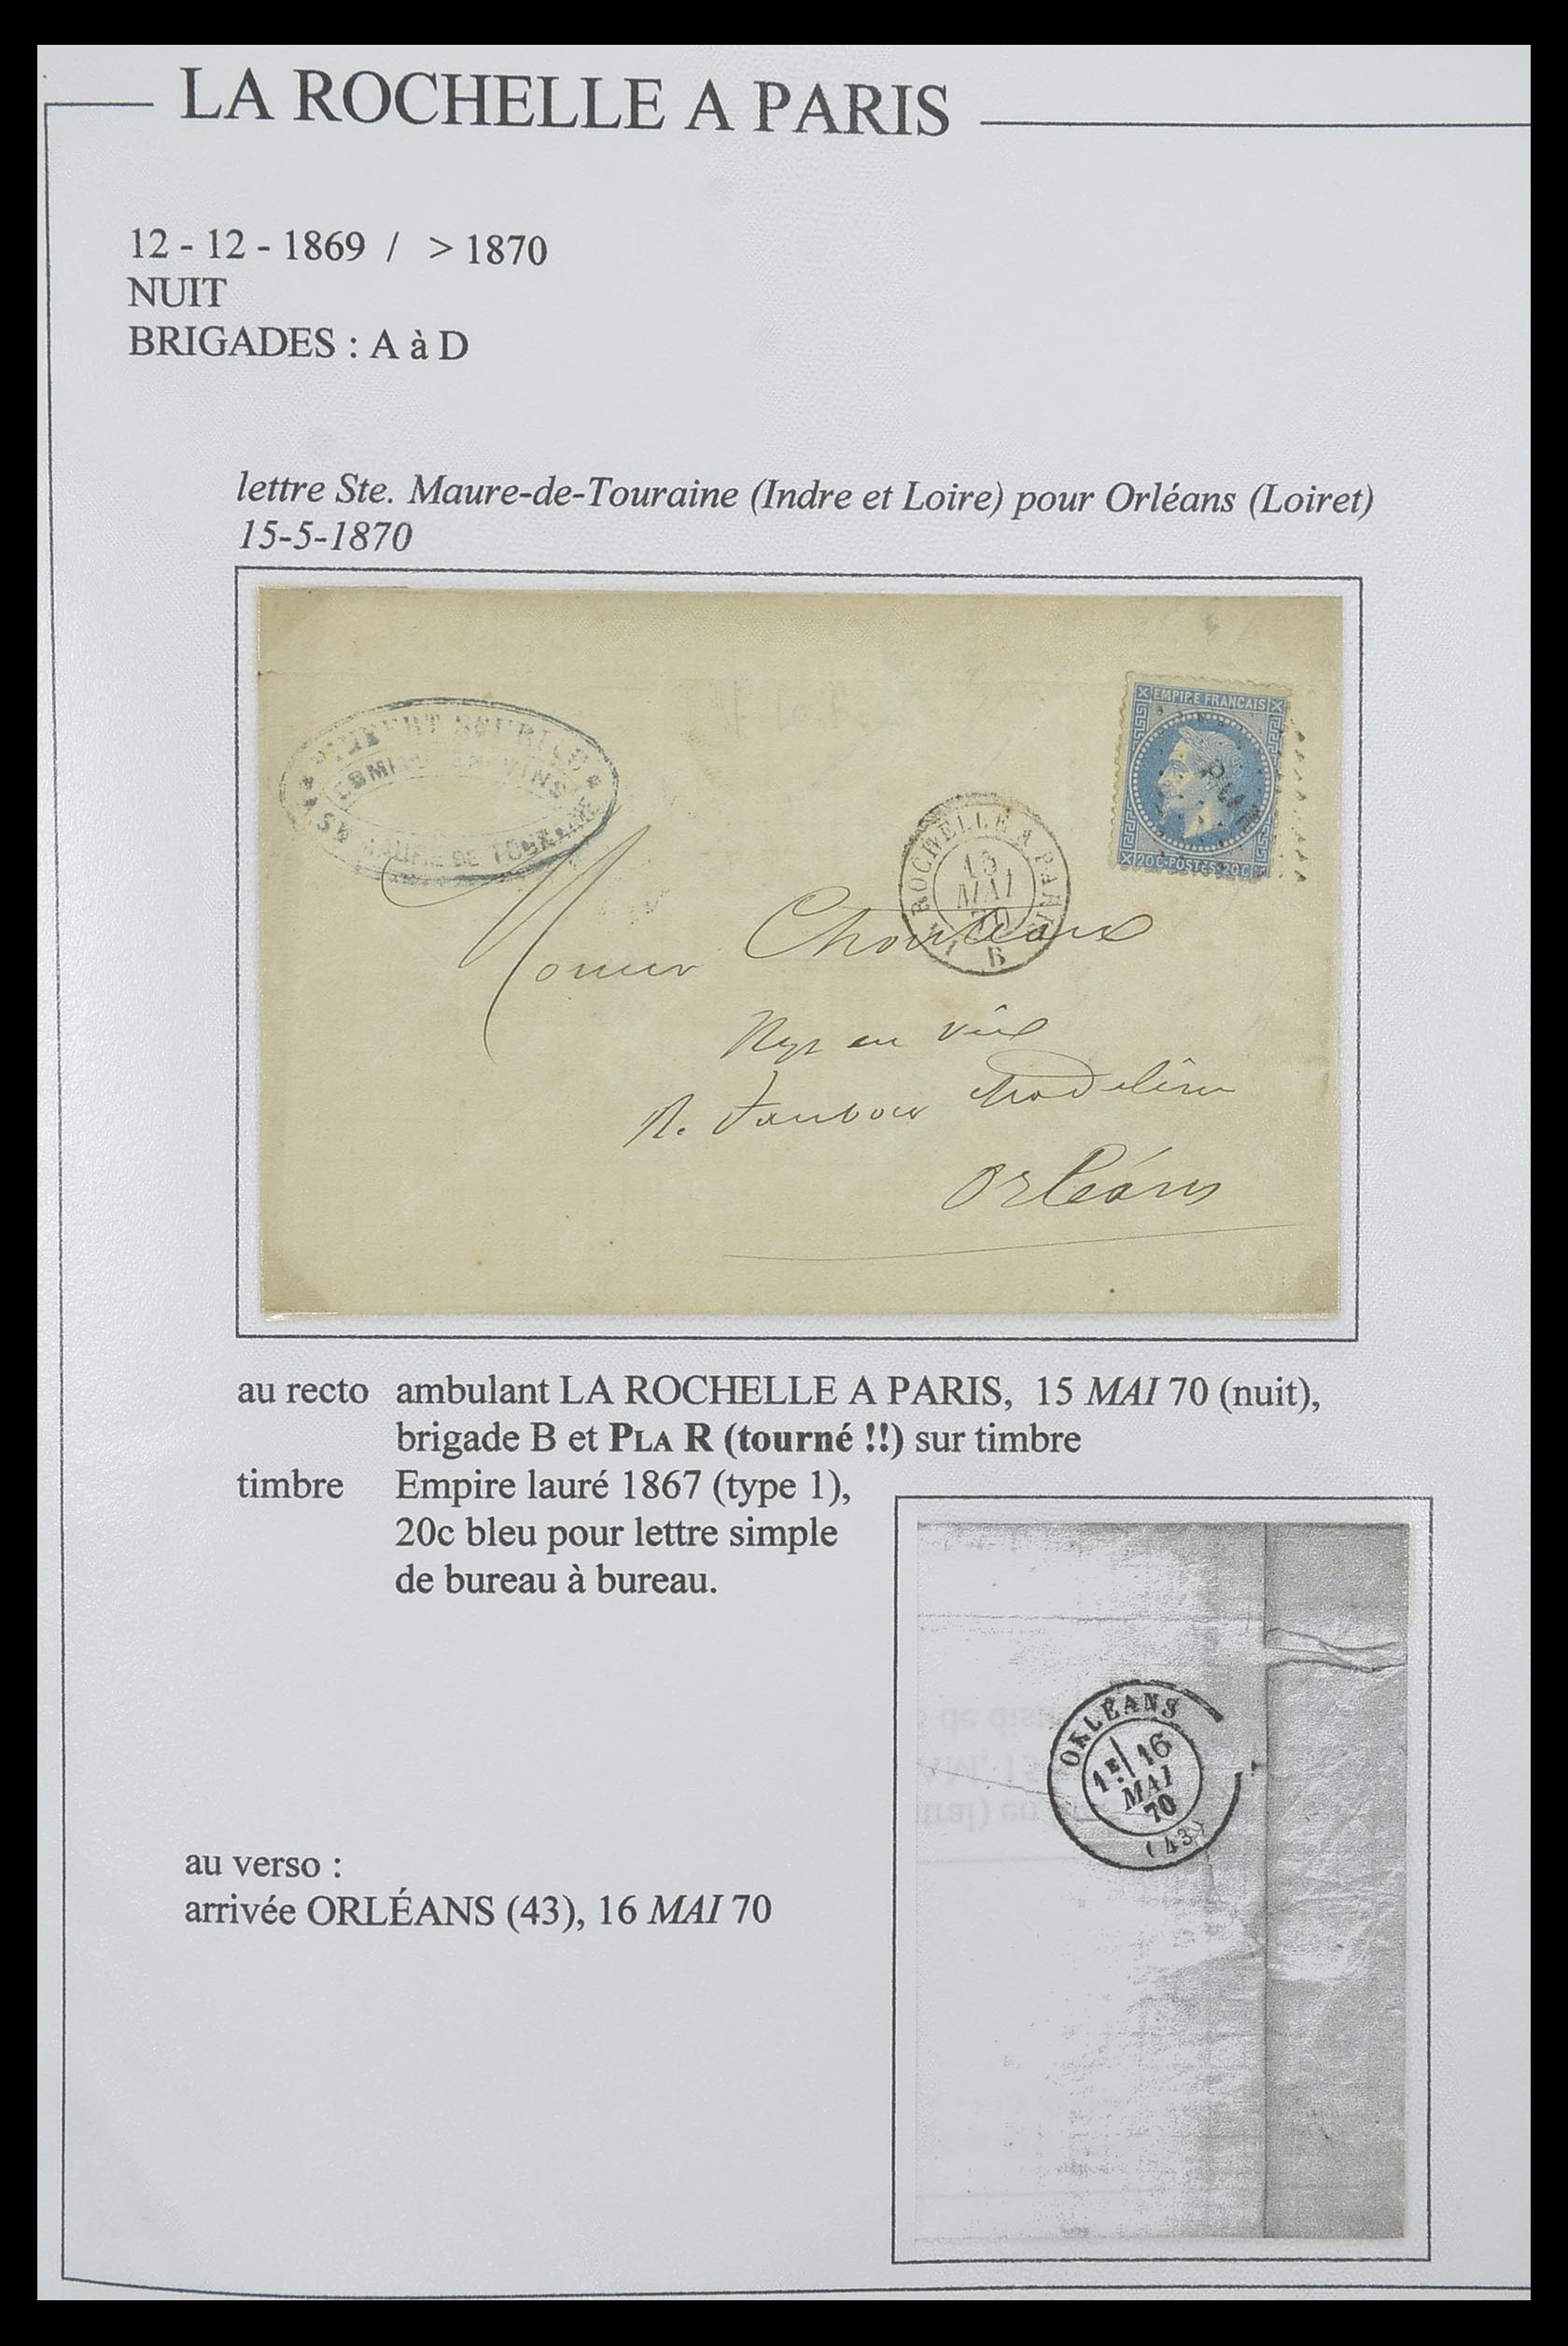 LA ROCHELLE A PARIS
12 - 12 - 1869 / > 1870
NUIT
BRIGADES : A à D
lettre Ste. Maure-de-Touraine (Indre et Loire) pour Orléans (Loiret)
15-5-1870
EN VINS
EMPIRE FRANCAIS
20C POSTES 20C
ROCHELLE A PARIS
15
MAI
70
B
Orléans
au recto ambulant LA ROCHELLE A PARIS, 15 MAI 70 (nuit),
brigade B et PLA R (tourné !!) sur timbre
timbre Empire lauré 1867 (type 1),
20c bleu pour lettre simple
de bureau à bureau.
ORLÉANS
1E/ 16
MAI
70
(43)
au verso :
arrivée ORLÉANS (43), 16 MAI 70